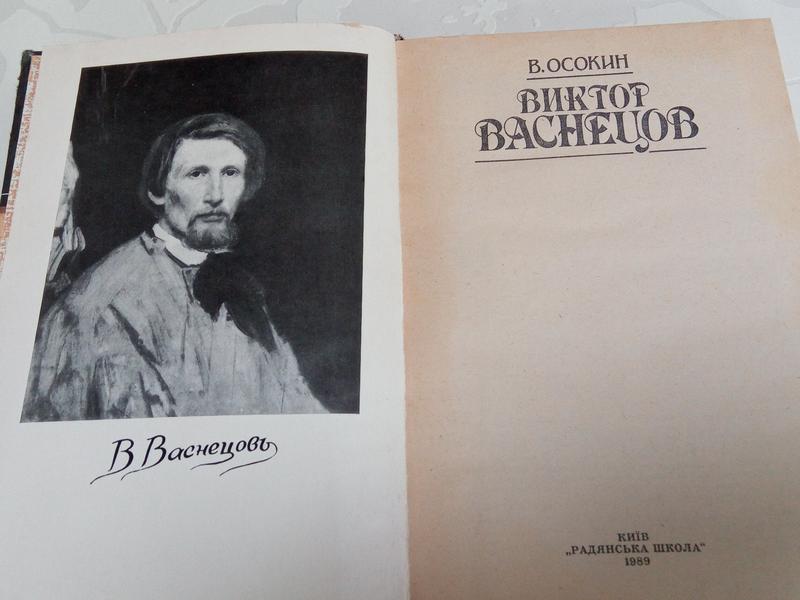 В Васнецовъ
В. ОСОКИН
ВИКТОР
ВАСНЕЦОВ
КИЇВ
„РАДЯНСЬКА ШКОЛА"
1989